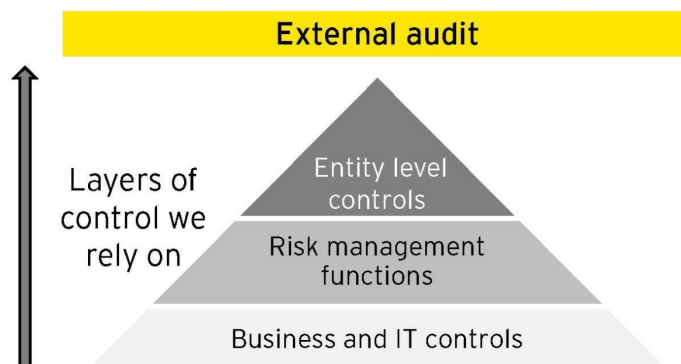 External audit
Layers of
control we
rely on
Entity level
controls
Risk management
functions
Business and IT controls